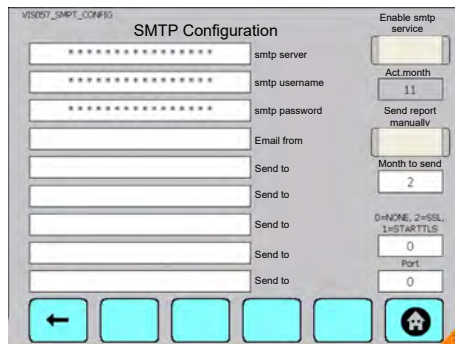 VIS057_SMPT_CONFIG
SMTP Configuration
Enable smtp
service
* * * * * * * * * * * * * * * *
smtp server
* * * * * * * * * * * * * * * *
smtp username
Act.month
11
* * * * * * * * * * * * * * * *
smtp password
Send report
manually
Email from
Send to
Month to send
2
Send to
Send to
0=NONE, 2=SSL,
1=STARTTLS
0
Send to
Port
Send to
0